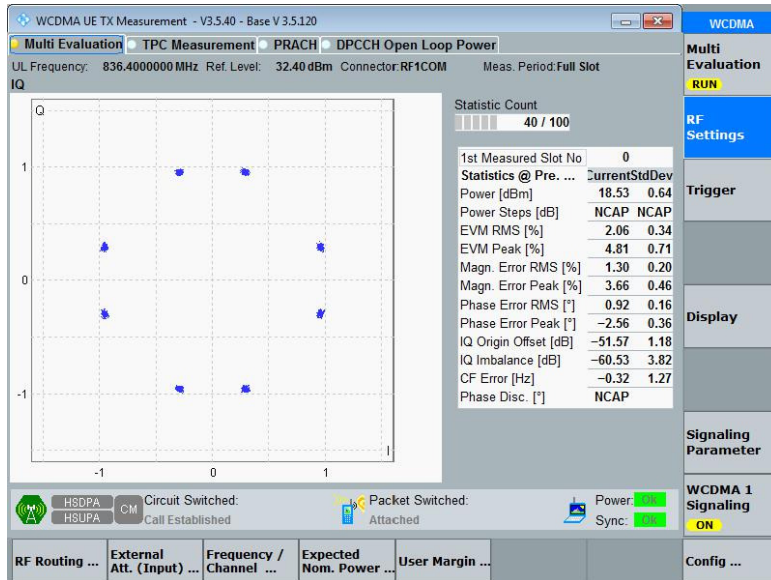 WCDMA UE TX Measurement - V3.5.40 - Base V 3.5.120
WCDMA
Multi Evaluation TPC Measurement PRACH DPCCH Open Loop Power
UL Frequency: 836.4000000 MHz Ref. Level: 32.40 dBm Connector: RF1COM Meas. Period: Full Slot
IQ
Q
1
0
-1
-1 0 1
I
Statistic Count
40 / 100
1st Measured Slot No 0
Statistics @ Pre. ... Current StdDev
Power [dBm] 18.53 0.64
Power Steps [dB] NCAP NCAP
EVM RMS [%] 2.06 0.34
EVM Peak [%] 4.81 0.71
Magn. Error RMS [%] 1.30 0.20
Magn. Error Peak [%] 3.66 0.46
Phase Error RMS [°] 0.92 0.16
Phase Error Peak [°] −2.56 0.36
IQ Origin Offset [dB] −51.57 1.18
IQ Imbalance [dB] −60.53 3.82
CF Error [Hz] −0.32 1.27
Phase Disc. [°] NCAP
Multi
Evaluation
RUN
RF
Settings
Trigger
Display
Signaling
Parameter
WCDMA 1
Signaling
ON
HSDPA
HSUPA
CM
Circuit Switched:
Call Established
Packet Switched:
Attached
Power: Ok
Sync: Ok
RF Routing ...
External
Att. (Input) ...
Frequency /
Channel ...
Expected
Nom. Power ...
User Margin ...
Config ...